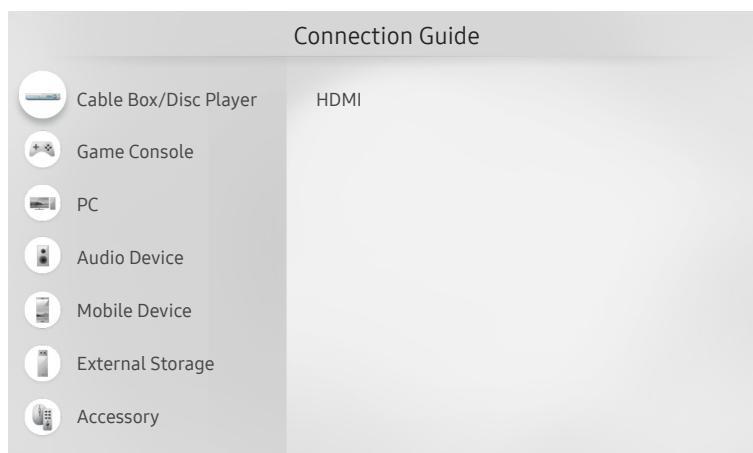 Connection Guide
Cable Box/Disc Player
HDMI
Game Console
PC
Audio Device
Mobile Device
External Storage
Accessory